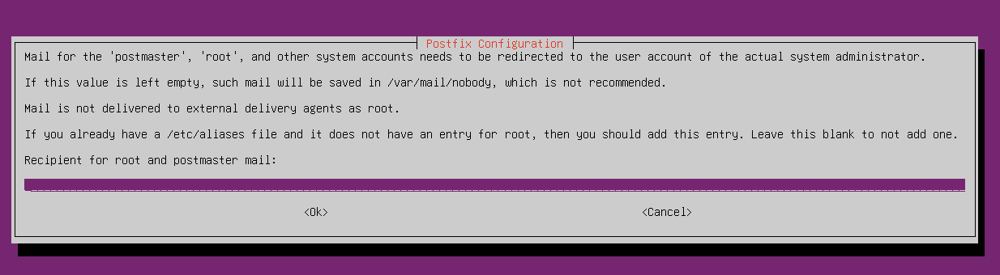 Postfix Configuration
Mail for the 'postmaster', 'root', and other system accounts needs to be redirected to the user account of the actual system administrator.
If this value is left empty, such mail will be saved in /var/mail/nobody, which is not recommended.
Mail is not delivered to external delivery agents as root.
If you already have a /etc/aliases file and it does not have an entry for root, then you should add this entry. Leave this blank to not add one.
Recipient for root and postmaster mail:
<Ok> <Cancel>